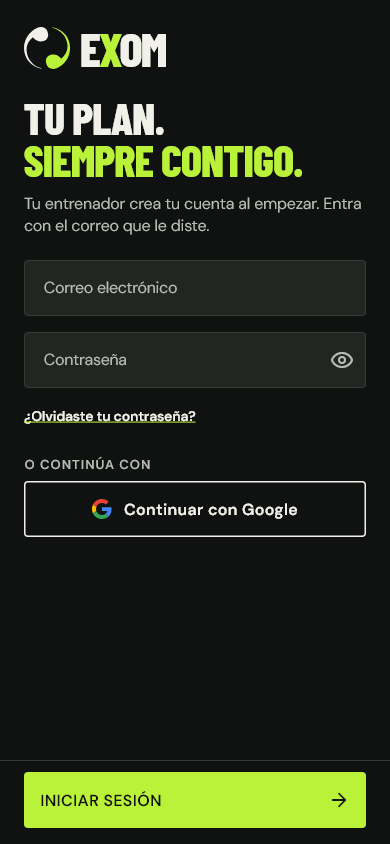 EXOM
TU PLAN.
SIEMPRE CONTIGO.
Tu entrenador crea tu cuenta al empezar. Entra
con el correo que le diste.
Correo electrónico
Contraseña
¿Olvidaste tu contraseña?
O CONTINÚA CON
Continuar con Google
INICIAR SESIÓN